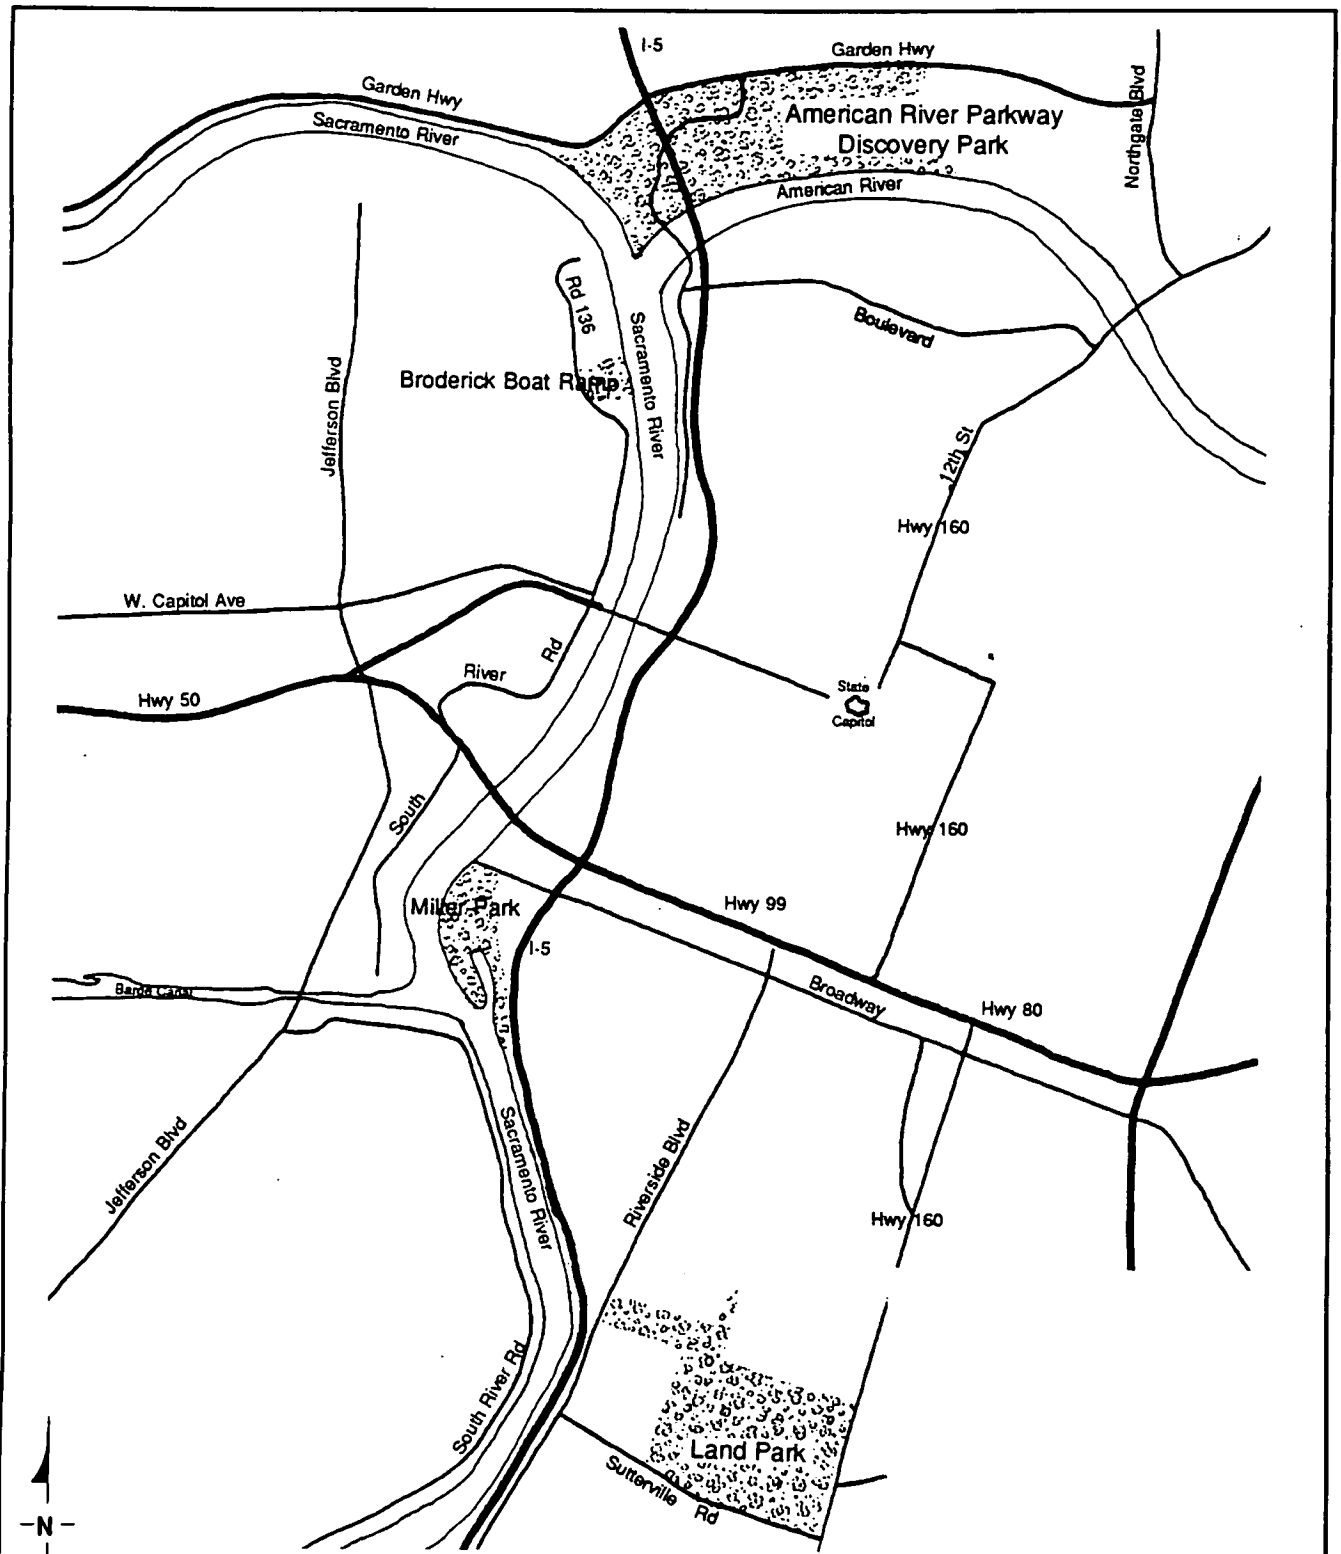 I-5
Garden Hwy
Garden Hwy
Northgate Blvd
American River Parkway
Discovery Park
Sacramento River
American River
Rd 136
Sacramento River
Boulevard
Jefferson Blvd
Broderick Boat Ramp
12th St
Hwy 160
W. Capitol Ave
Rd
River
State
Capitol
Hwy 50
South
Hwy 160
Miller Park
Hwy 99
I-5
Barge Canal
Broadway
Hwy 80
Sacramento River
Riverside Blvd
Jefferson Blvd
Hwy 160
South River Rd
Land Park
Sutterville
Rd
-N-